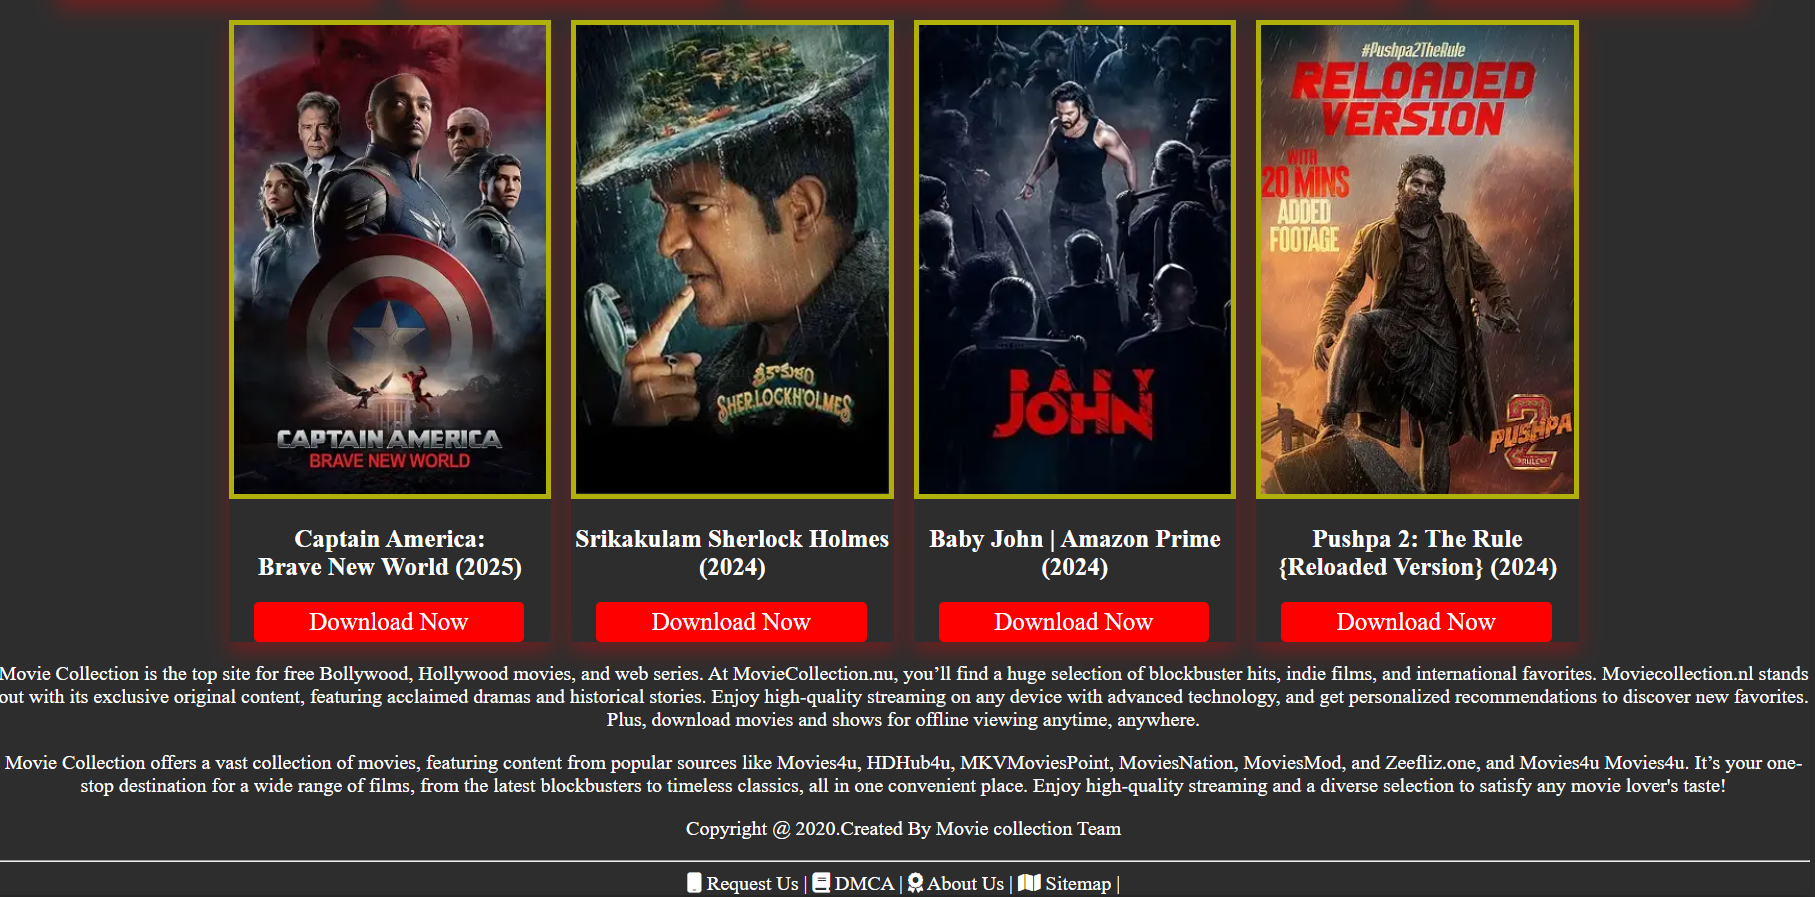 CAPTAIN AMERICA
BRAVE NEW WORLD
శ్రీకాకుళం
SHERLOCKHOLMES
BABY
JOHN
#Pushpa2TheRule
RELOADED
VERSION
WITH
20 MINS
ADDED
FOOTAGE
PUSHPA
2
RULE
Captain America:
Brave New World (2025)
Srikakulam Sherlock Holmes
(2024)
Baby John | Amazon Prime
(2024)
Pushpa 2: The Rule
{Reloaded Version} (2024)
Download Now
Download Now
Download Now
Download Now
Movie Collection is the top site for free Bollywood, Hollywood movies, and web series. At MovieCollection.nu, you’ll find a huge selection of blockbuster hits, indie films, and international favorites. Moviecollection.nl stands
out with its exclusive original content, featuring acclaimed dramas and historical stories. Enjoy high-quality streaming on any device with advanced technology, and get personalized recommendations to discover new favorites.
Plus, download movies and shows for offline viewing anytime, anywhere.
Movie Collection offers a vast collection of movies, featuring content from popular sources like Movies4u, HDHub4u, MKVMoviesPoint, MoviesNation, MoviesMod, and Zeefliz.one, and Movies4u Movies4u. It’s your one-
stop destination for a wide range of films, from the latest blockbusters to timeless classics, all in one convenient place. Enjoy high-quality streaming and a diverse selection to satisfy any movie lover's taste!
Copyright @ 2020.Created By Movie collection Team
Request Us | DMCA | About Us | Sitemap |